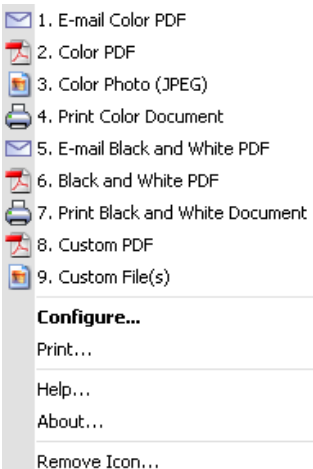 1. E-mail Color PDF
2. Color PDF
3. Color Photo (JPEG)
4. Print Color Document
5. E-mail Black and White PDF
6. Black and White PDF
7. Print Black and White Document
8. Custom PDF
9. Custom File(s)
Configure...
Print...
Help...
About...
Remove Icon...